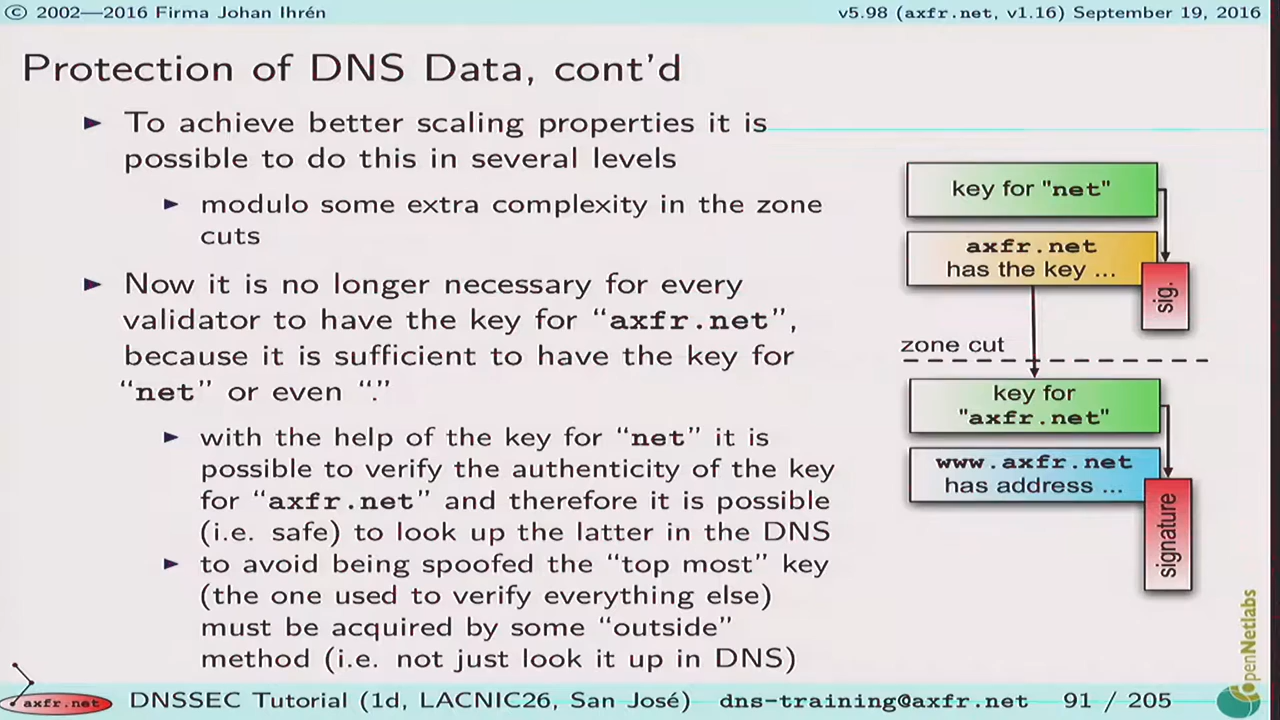 © 2002—2016 Firma Johan Ihrén
v5.98 (axfr.net, v1.16) September 19, 2016
Protection of DNS Data, cont'd
► To achieve better scaling properties it is
possible to do this in several levels
► modulo some extra complexity in the zone
cuts
► Now it is no longer necessary for every
validator to have the key for “axfr.net”,
because it is sufficient to have the key for
“net” or even “.”
► with the help of the key for “net” it is
possible to verify the authenticity of the key
for “axfr.net” and therefore it is possible
(i.e. safe) to look up the latter in the DNS
► to avoid being spoofed the “top most” key
(the one used to verify everything else)
must be acquired by some “outside”
method (i.e. not just look it up in DNS)
key for "net"
axfr.net
has the key ...
sig.
zone cut
key for
"axfr.net"
www.axfr.net
has address ...
signature
openNetlabs
axfr.net
DNSSEC Tutorial (1d, LACNIC26, San José)
dns-training@axfr.net
91 / 205